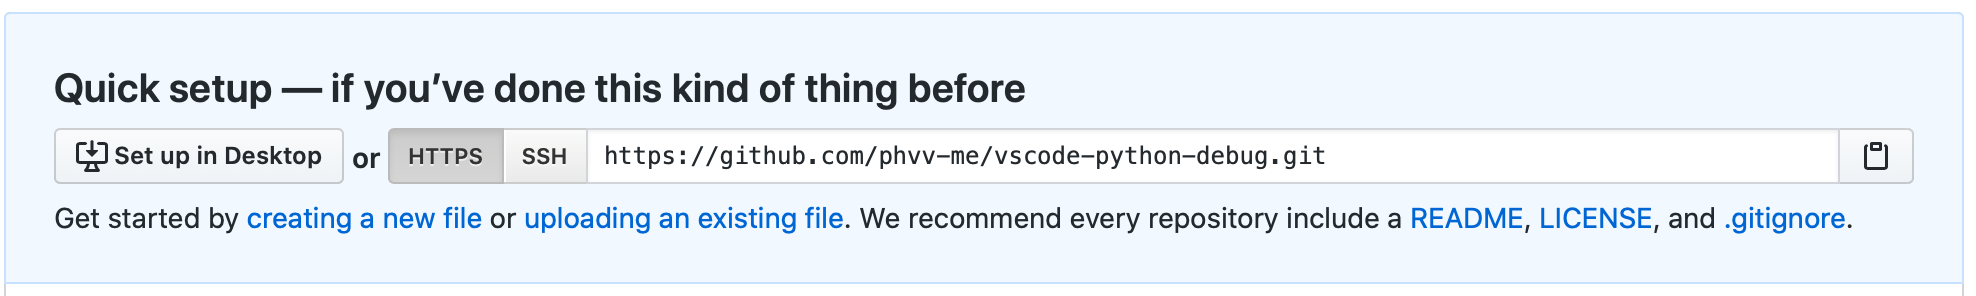 Quick setup — if you’ve done this kind of thing before
Set up in Desktop or HTTPS SSH https://github.com/phvv-me/vscode-python-debug.git
Get started by creating a new file or uploading an existing file. We recommend every repository include a README, LICENSE, and .gitignore.